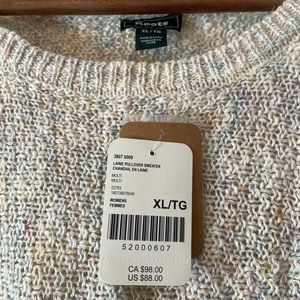 Roots
XL/TG
3807 0009
LAINE PULLOVER SWEATER
CHANDAIL EN LAINE
MULTI
MULTI
WOMENS
FEMMES
XL/TG
52000607
CA $98.00
US $88.00